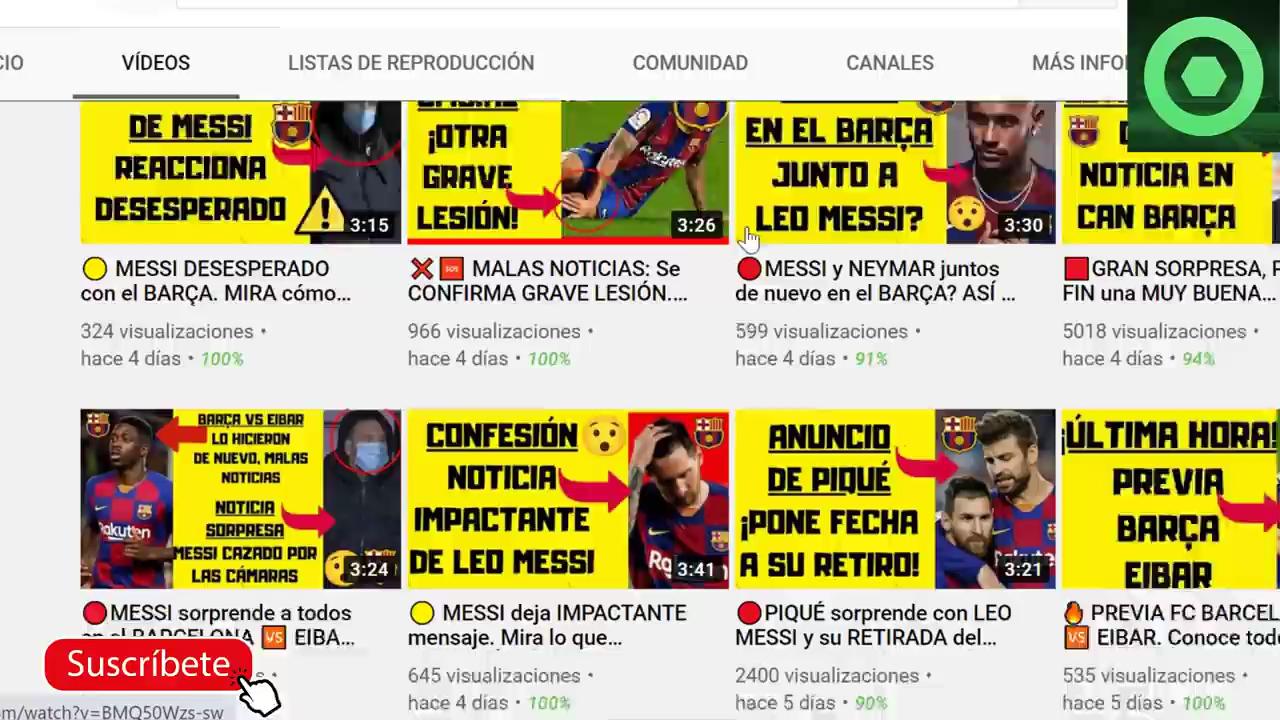 CIO
VÍDEOS
LISTAS DE REPRODUCCIÓN
COMUNIDAD
CANALES
MÁS INFO
DE MESSI
REACCIONA
DESESPERADO
3:15
¡OTRA
GRAVE
LESIÓN!
Rakuten
3:26
EN EL BARÇA
JUNTO A
LEO MESSI?
3:30
NOTICIA EN
CAN BARÇA
MESSI DESESPERADO
con el BARÇA. MIRA cómo...
324 visualizaciones •
hace 4 días • 100%
❌ 🆘 MALAS NOTICIAS: Se
CONFIRMA GRAVE LESIÓN....
966 visualizaciones •
hace 4 días • 100%
MESSI y NEYMAR juntos
de nuevo en el BARÇA? ASÍ ...
599 visualizaciones •
hace 4 días • 91%
GRAN SORPRESA, P
FIN una MUY BUENA...
5018 visualizaciones •
hace 4 días • 94%
BARÇA VS EIBAR
LO HICIERON
DE NUEVO, MALAS
NOTICIAS
NOTICIA
SORPRESA
MESSI CAZADO POR
LAS CÁMARAS
Rakuten
3:24
CONFESIÓN
NOTICIA
IMPACTANTE
DE LEO MESSI
3:41
ANUNCIO
DE PIQUÉ
¡PONE FECHA
A SU RETIRO!
3:21
¡ÚLTIMA HORA!
PREVIA
BARÇA
EIBAR
MESSI sorprende a todos
en el BARCELONA 🆚 EIBA...
MESSI deja IMPACTANTE
mensaje. Mira lo que...
645 visualizaciones •
hace 4 días • 100%
PIQUÉ sorprende con LEO
MESSI y su RETIRADA del...
2400 visualizaciones •
hace 5 días • 90%
PREVIA FC BARCEL
🆚 EIBAR. Conoce todo
535 visualizaciones •
hace 5 días • 100%
Suscríbete
om/watch?v=BMQ50Wzs-sw